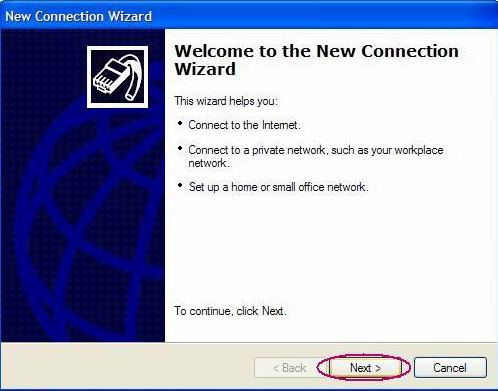 New Connection Wizard
Welcome to the New Connection
Wizard
This wizard helps you:
• Connect to the Internet.
• Connect to a private network, such as your workplace
network.
• Set up a home or small office network.
To continue, click Next.
< Back
Next >
Cancel